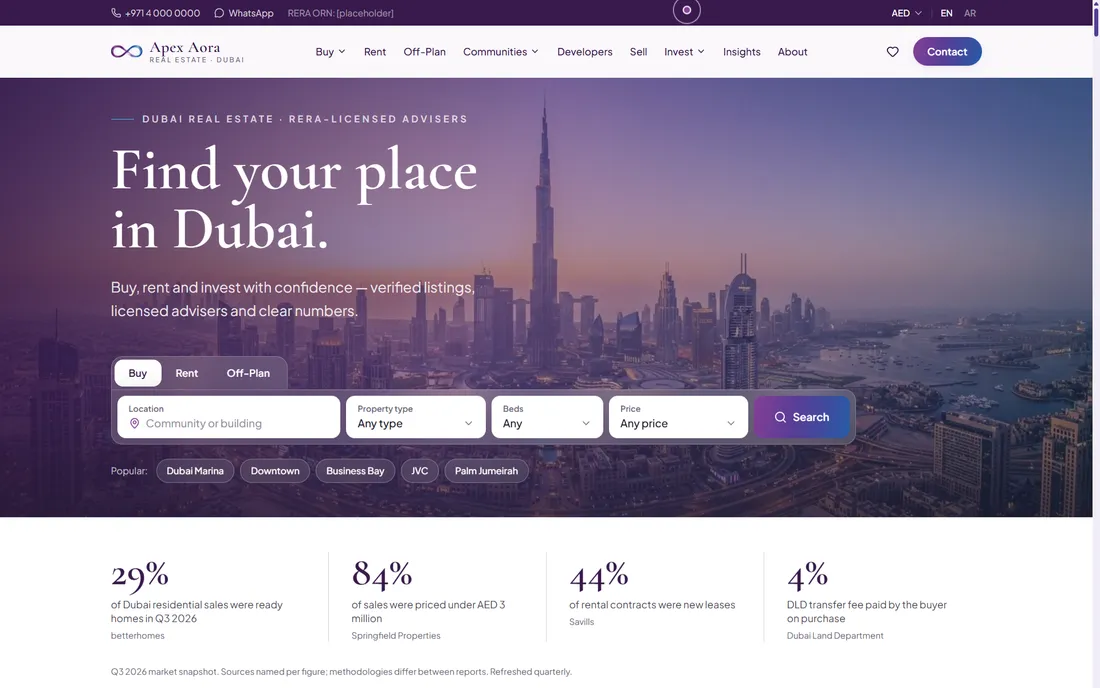 +971 4 000 0000 WhatsApp RERA ORN: [placeholder] AED EN AR
Apex Aora
REAL ESTATE · DUBAI
Buy Rent Off-Plan Communities Developers Sell Invest Insights About Contact
DUBAI REAL ESTATE · RERA-LICENSED ADVISERS
Find your place
in Dubai.
Buy, rent and invest with confidence — verified listings,
licensed advisers and clear numbers.
Buy Rent Off-Plan
Location Property type Beds Price
Community or building Any type Any Any price Search
Popular: Dubai Marina Downtown Business Bay JVC Palm Jumeirah
29%
of Dubai residential sales were ready
homes in Q3 2026
betterhomes
84%
of sales were priced under AED 3
million
Springfield Properties
44%
of rental contracts were new leases
Savills
4%
DLD transfer fee paid by the buyer
on purchase
Dubai Land Department
Q3 2026 market snapshot. Sources named per figure; methodologies differ between reports. Refreshed quarterly.